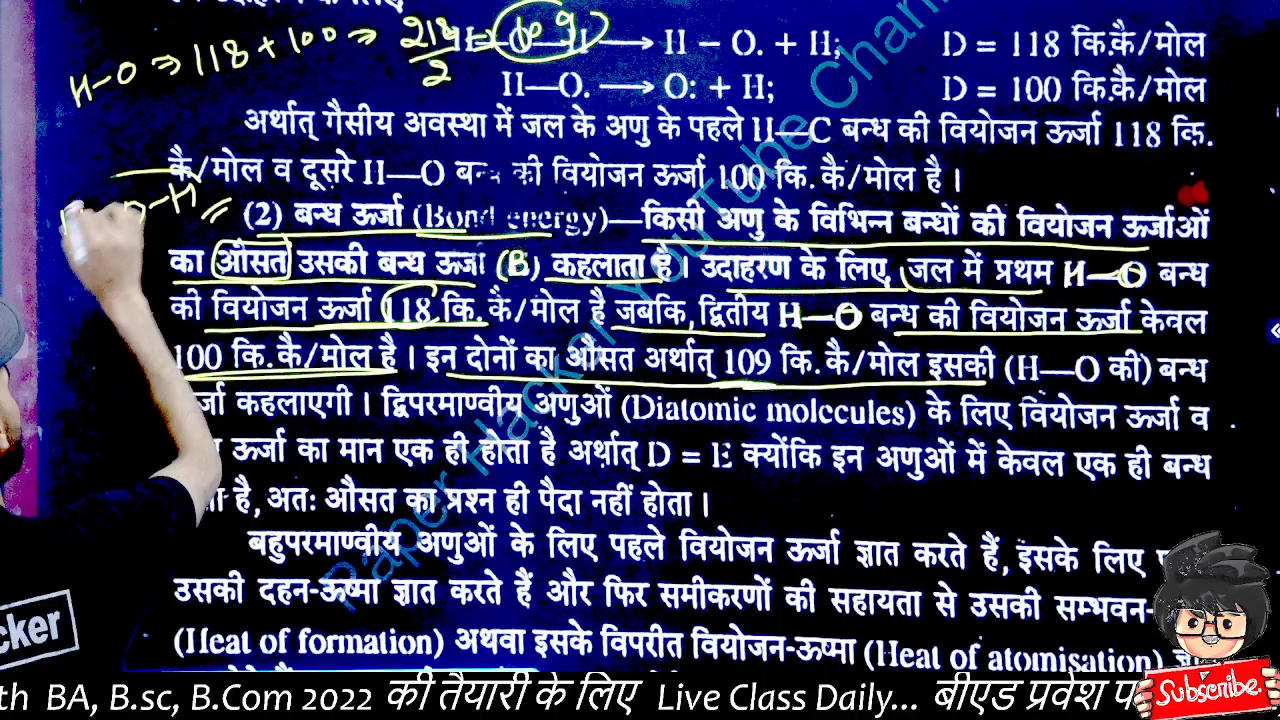 H-O ⇒ 118 + 100 ⇒ 218/2 = 109
H—O—H ⟶ H – O. + H; D = 118 कि.कै/मोल
H—O. ⟶ O: + H; D = 100 कि.कै/मोल
अर्थात् गैसीय अवस्था में जल के अणु के पहले H—C बन्ध की वियोजन ऊर्जा 118 कि.
कै/मोल व दूसरे H—O बन्ध की वियोजन ऊर्जा 100 कि. कै/मोल है।
(2) बन्ध ऊर्जा (Bond energy)—किसी अणु के विभिन्न बन्धों की वियोजन ऊर्जाओं
का औसत उसकी बन्ध ऊर्जा (B) कहलाता है। उदाहरण के लिए, जल में प्रथम H—O बन्ध
की वियोजन ऊर्जा 118 कि. कै/मोल है जबकि, द्वितीय H—O बन्ध की वियोजन ऊर्जा केवल
100 कि. कै/मोल है। इन दोनों का औसत अर्थात् 109 कि. कै/मोल इसकी (H—O की) बन्ध
र्जा कहलाएगी। द्विपरमाण्वीय अणुओं (Diatomic molecules) के लिए वियोजन ऊर्जा व
ऊर्जा का मान एक ही होता है अर्थात् D = E क्योंकि इन अणुओं में केवल एक ही बन्ध
है, अतः औसत का प्रश्न ही पैदा नहीं होता।
बहुपरमाण्वीय अणुओं के लिए पहले वियोजन ऊर्जा ज्ञात करते हैं, इसके लिए
उसकी दहन-ऊष्मा ज्ञात करते हैं और फिर समीकरणों की सहायता से उसकी सम्भवन-
(Heat of formation) अथवा इसके विपरीत वियोजन-ऊष्मा (Heat of atomisation)
Paper Hacker YouTube Chan
cker
th BA, B.sc, B.Com 2022 की तैयारी के लिए Live Class Daily... बीएड प्रवेश प
Subscribe.